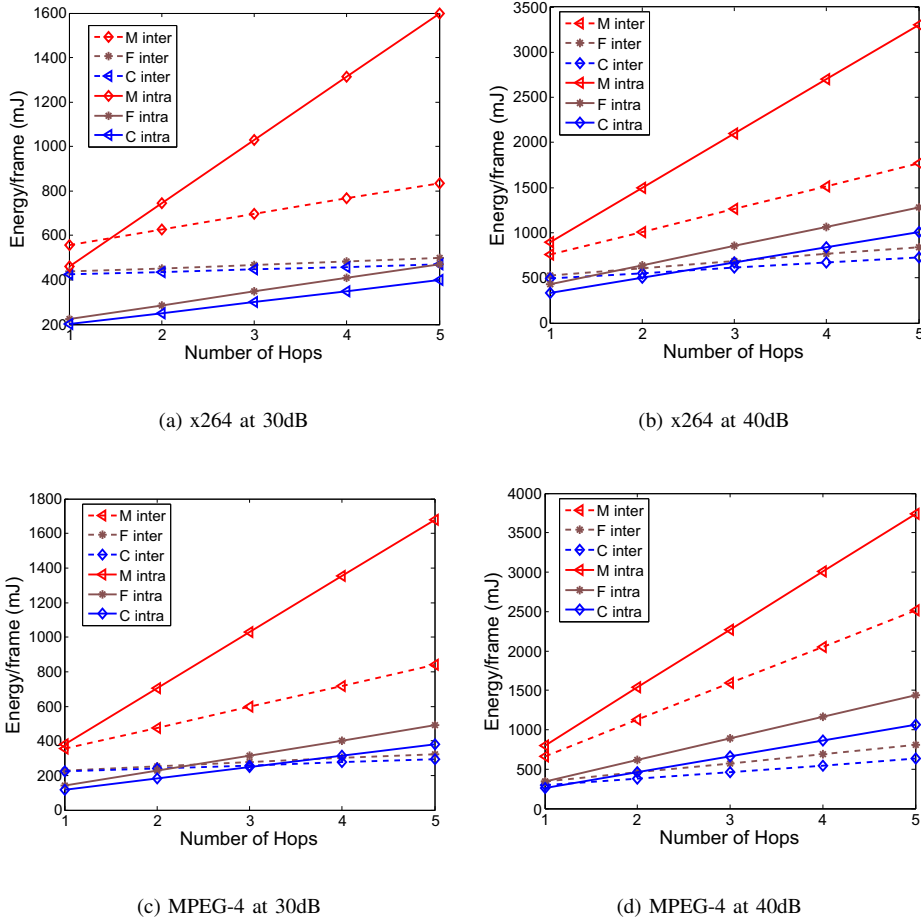 1600
1400
1200
1000
800
600
400
200
Energy/frame (mJ)
M inter
F inter
C inter
M intra
F intra
C intra
1 2 3 4 5
Number of Hops
(a) x264 at 30dB
3500
3000
2500
2000
1500
1000
500
0
Energy/frame (mJ)
M inter
F inter
C inter
M intra
F intra
C intra
1 2 3 4 5
Number of Hops
(b) x264 at 40dB
1800
1600
1400
1200
1000
800
600
400
200
0
Energy/frame (mJ)
M inter
F inter
C inter
M intra
F intra
C intra
1 2 3 4 5
Number of Hops
(c) MPEG-4 at 30dB
4000
3500
3000
2500
2000
1500
1000
500
0
Energy/frame (mJ)
M inter
F inter
C inter
M intra
F intra
C intra
1 2 3 4 5
Number of Hops
(d) MPEG-4 at 40dB